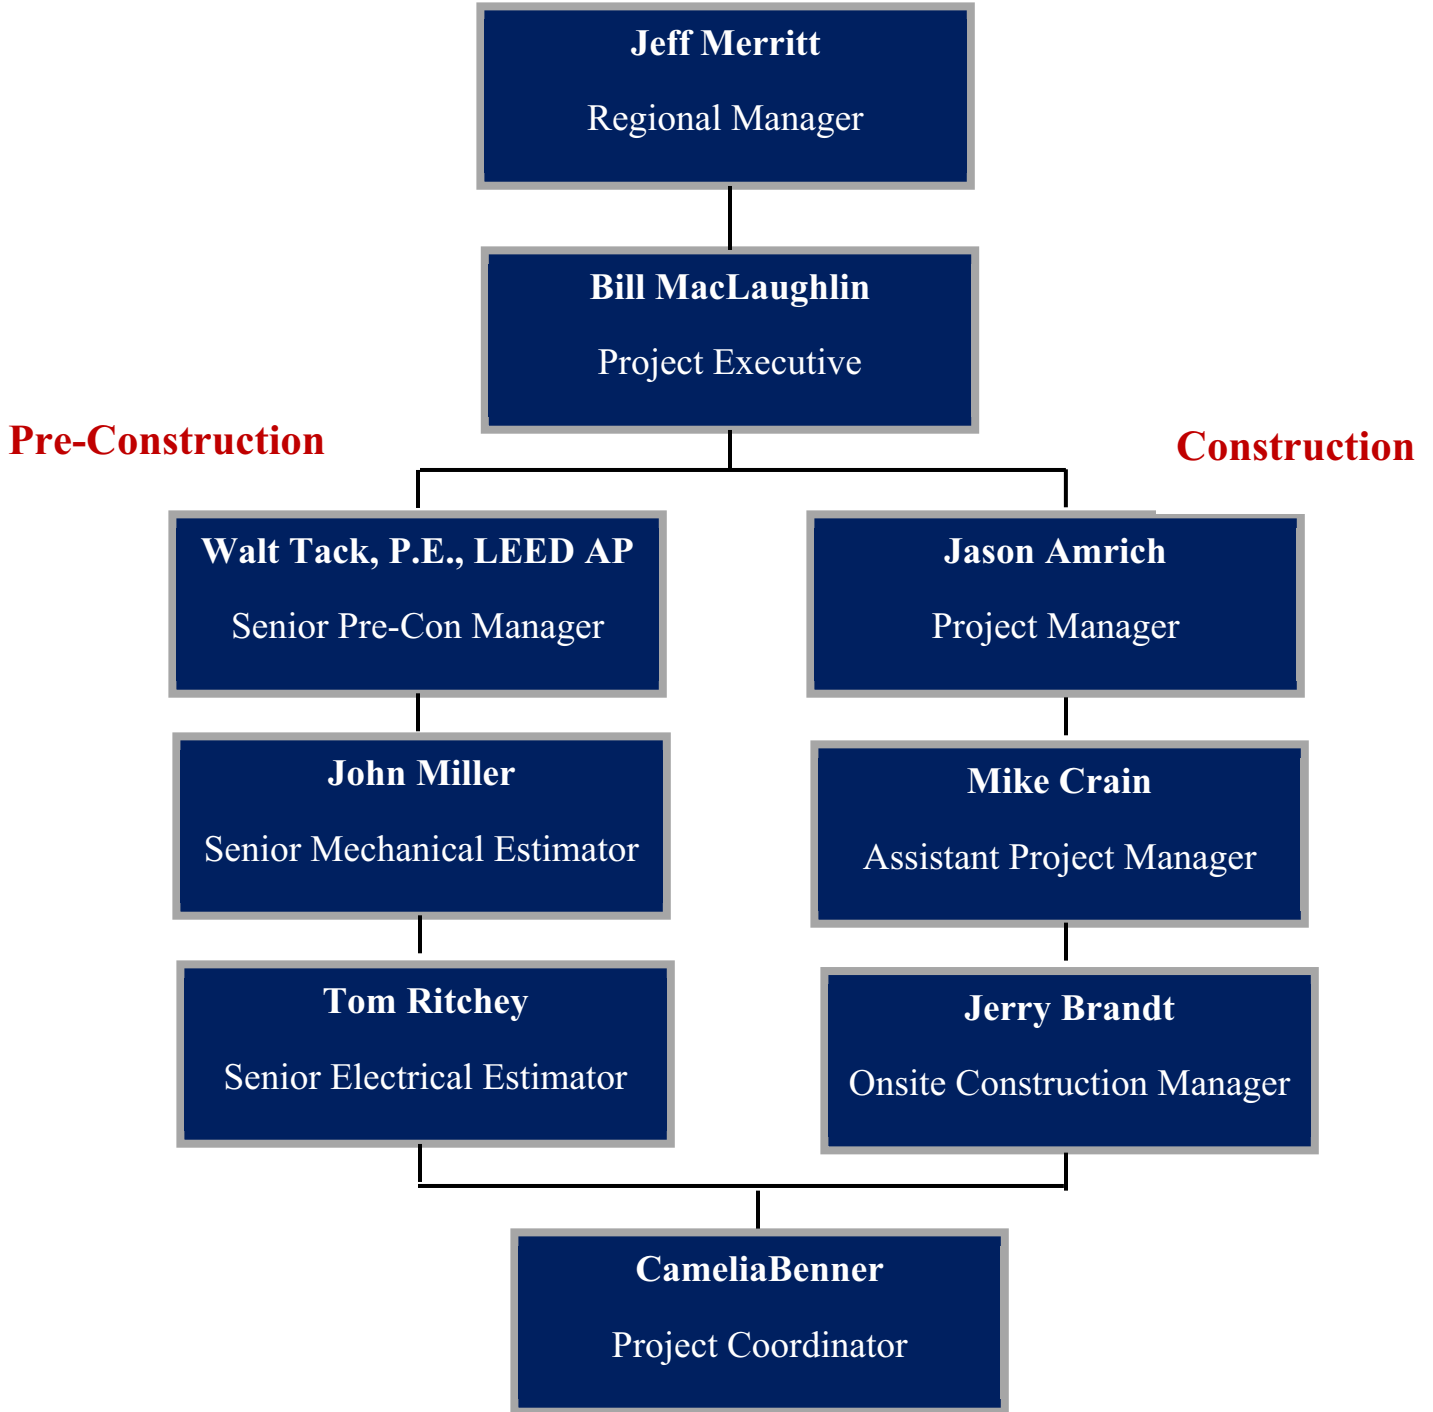 Jeff Merritt
Regional Manager
Bill MacLaughlin
Project Executive
Pre-Construction
Construction
Walt Tack, P.E., LEED AP
Senior Pre-Con Manager
John Miller
Senior Mechanical Estimator
Tom Ritchey
Senior Electrical Estimator
Jason Amrich
Project Manager
Mike Crain
Assistant Project Manager
Jerry Brandt
Onsite Construction Manager
CameliaBenner
Project Coordinator